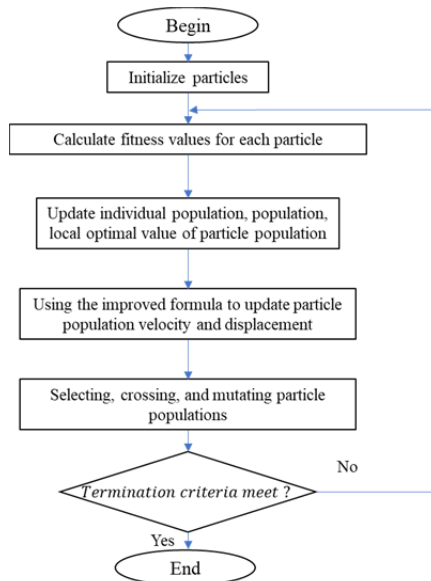 Begin
Initialize particles
Calculate fitness values for each particle
Update individual population, population,
local optimal value of particle population
Using the improved formula to update particle
population velocity and displacement
Selecting, crossing, and mutating particle
populations
Termination criteria meet ?
No
Yes
End